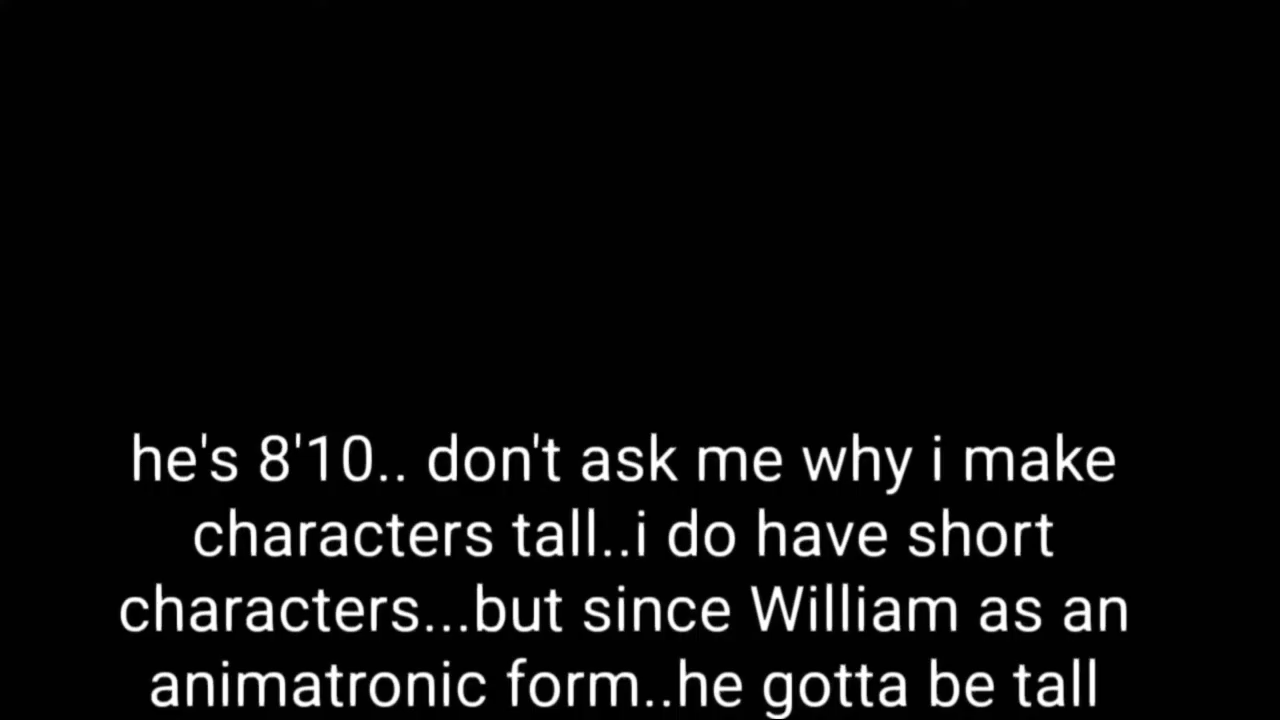 he's 8'10.. don't ask me why i make
characters tall..i do have short
characters...but since William as an
animatronic form..he gotta be tall